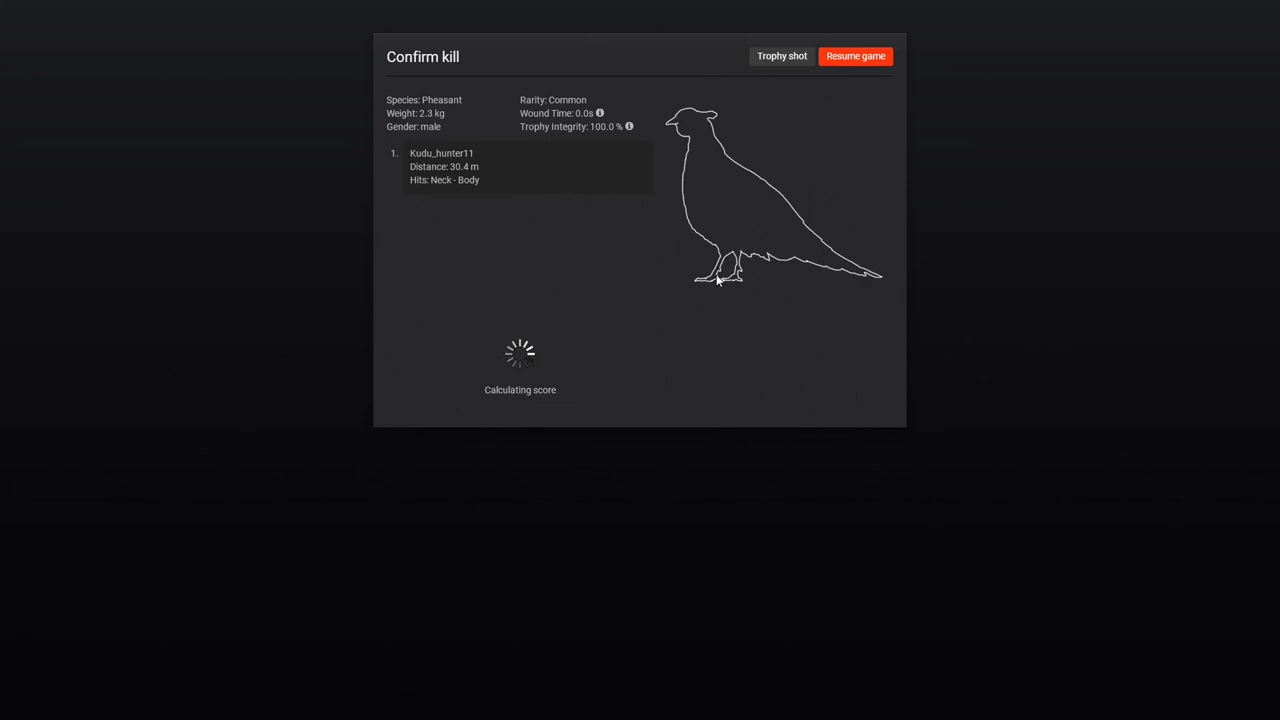 Confirm kill
Trophy shot
Resume game
Species: Pheasant
Rarity: Common
Weight: 2.3 kg
Wound Time: 0.0s
Gender: male
Trophy Integrity: 100.0 %
1. Kudu_hunter11
Distance: 30.4 m
Hits: Neck - Body
Calculating score